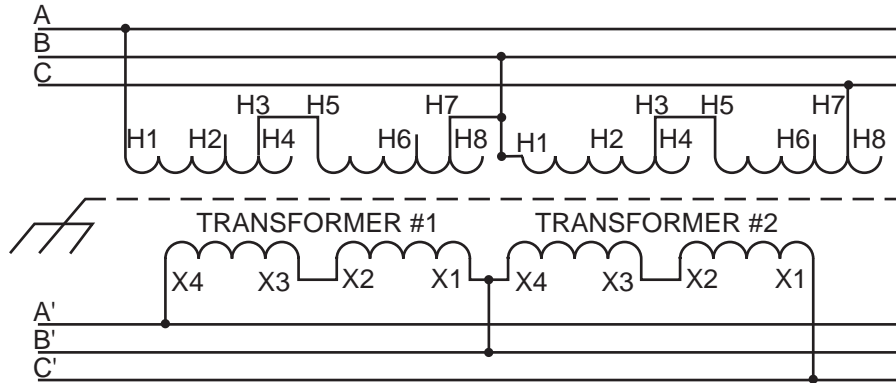 A
B
C
H3 H5 H7 H3 H5 H7
H1 H2 H4 H6 H8 H1 H2 H4 H6 H8
TRANSFORMER #1 TRANSFORMER #2
X4 X3 X2 X1 X4 X3 X2 X1
A'
B'
C'